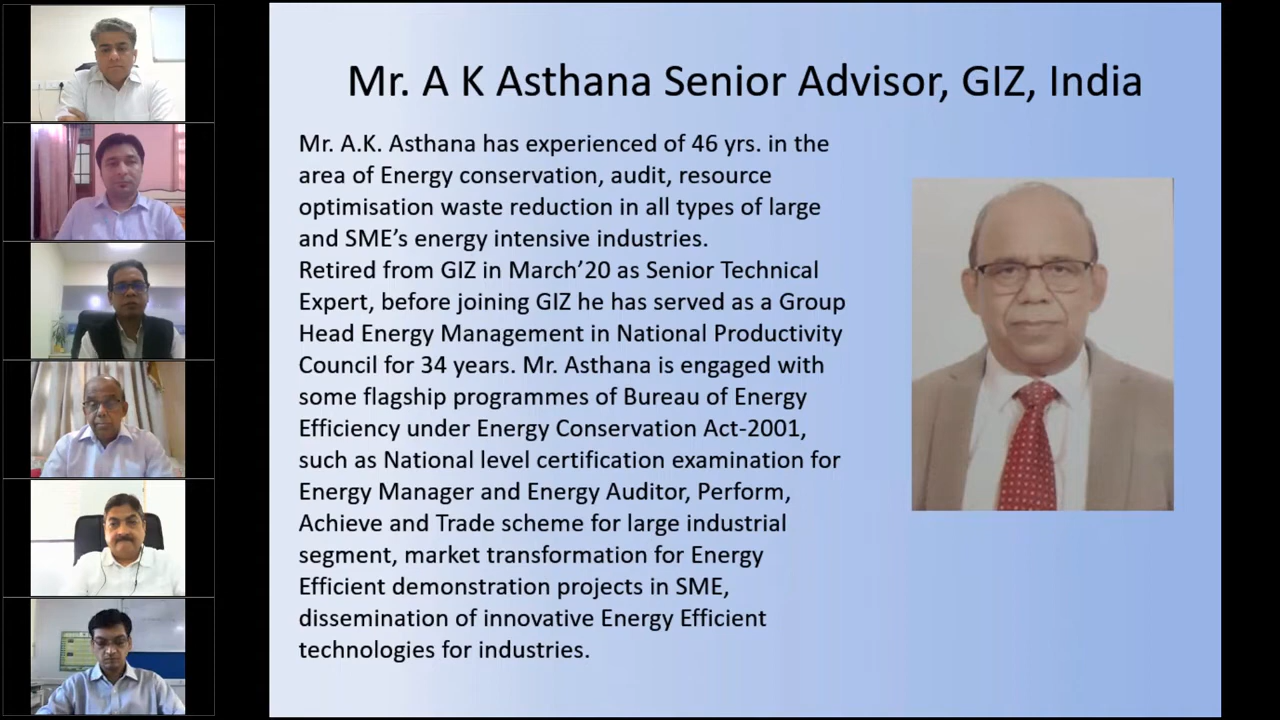 Mr. A K Asthana Senior Advisor, GIZ, India
Mr. A.K. Asthana has experienced of 46 yrs. in the
area of Energy conservation, audit, resource
optimisation waste reduction in all types of large
and SME’s energy intensive industries.
Retired from GIZ in March’20 as Senior Technical
Expert, before joining GIZ he has served as a Group
Head Energy Management in National Productivity
Council for 34 years. Mr. Asthana is engaged with
some flagship programmes of Bureau of Energy
Efficiency under Energy Conservation Act-2001,
such as National level certification examination for
Energy Manager and Energy Auditor, Perform,
Achieve and Trade scheme for large industrial
segment, market transformation for Energy
Efficient demonstration projects in SME,
dissemination of innovative Energy Efficient
technologies for industries.